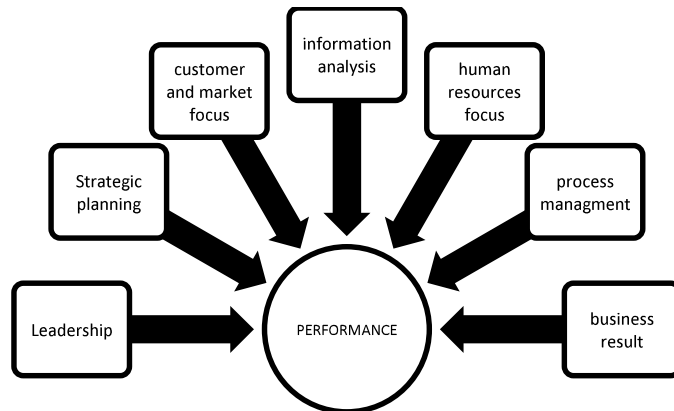 information
analysis
customer
and market
focus
human
resources
focus
Strategic
planning
process
managment
Leadership
PERFORMANCE
business
result